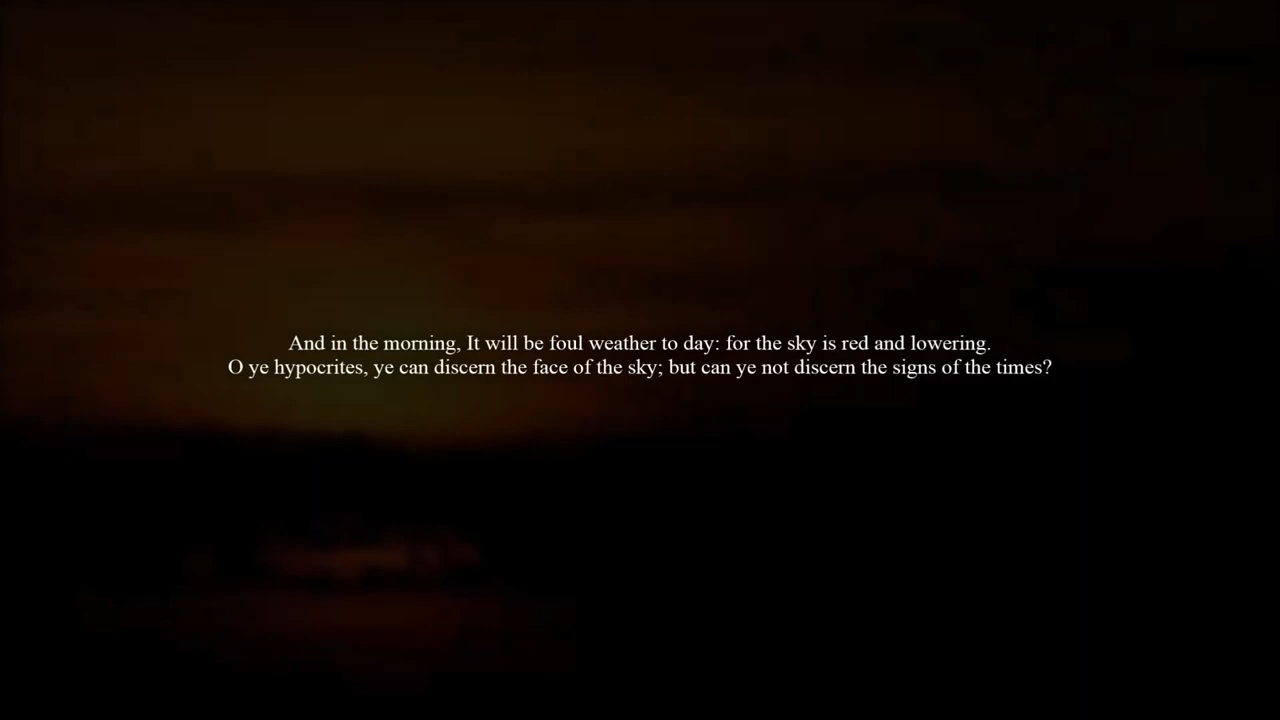 And in the morning, It will be foul weather to day: for the sky is red and lowering.
O ye hypocrites, ye can discern the face of the sky; but can ye not discern the signs of the times?